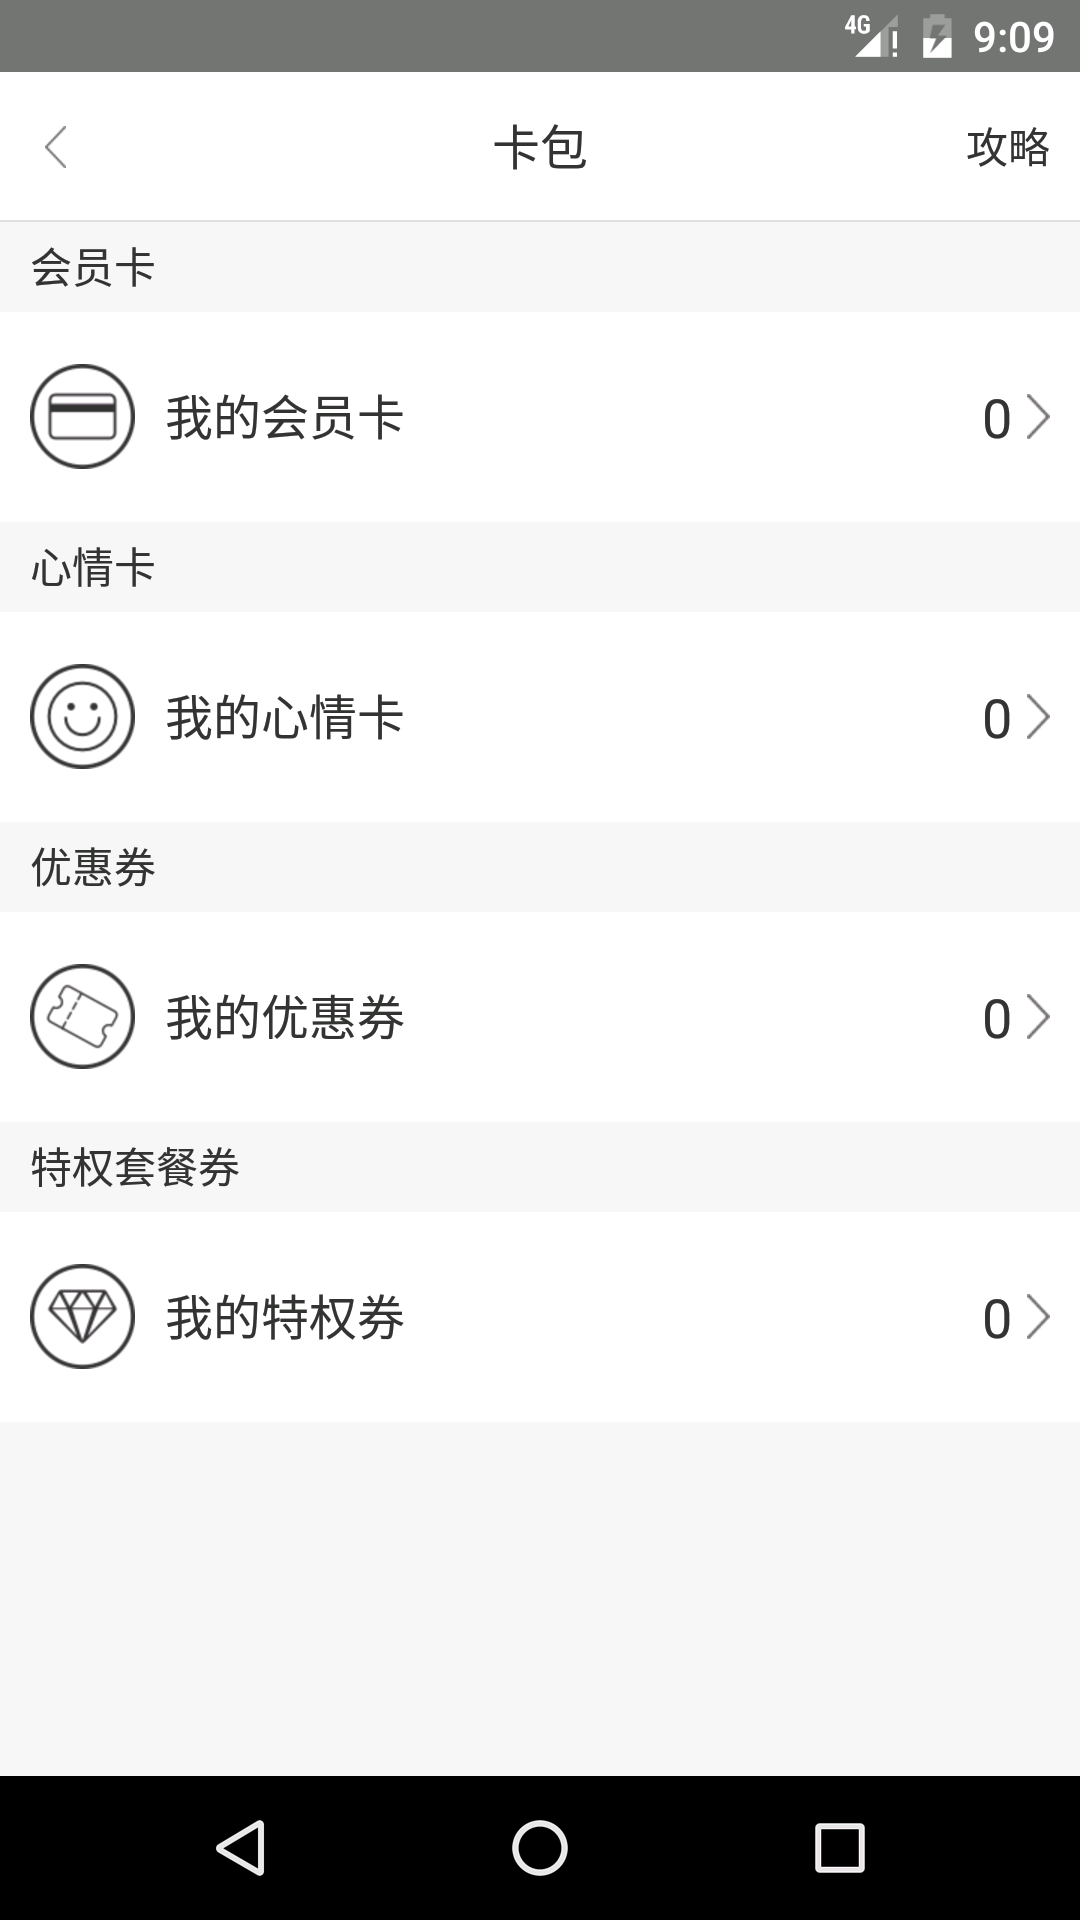 4G 9:09
卡包
攻略
会员卡
我的会员卡 0
心情卡
我的心情卡 0
优惠券
我的优惠券 0
特权套餐券
我的特权券 0